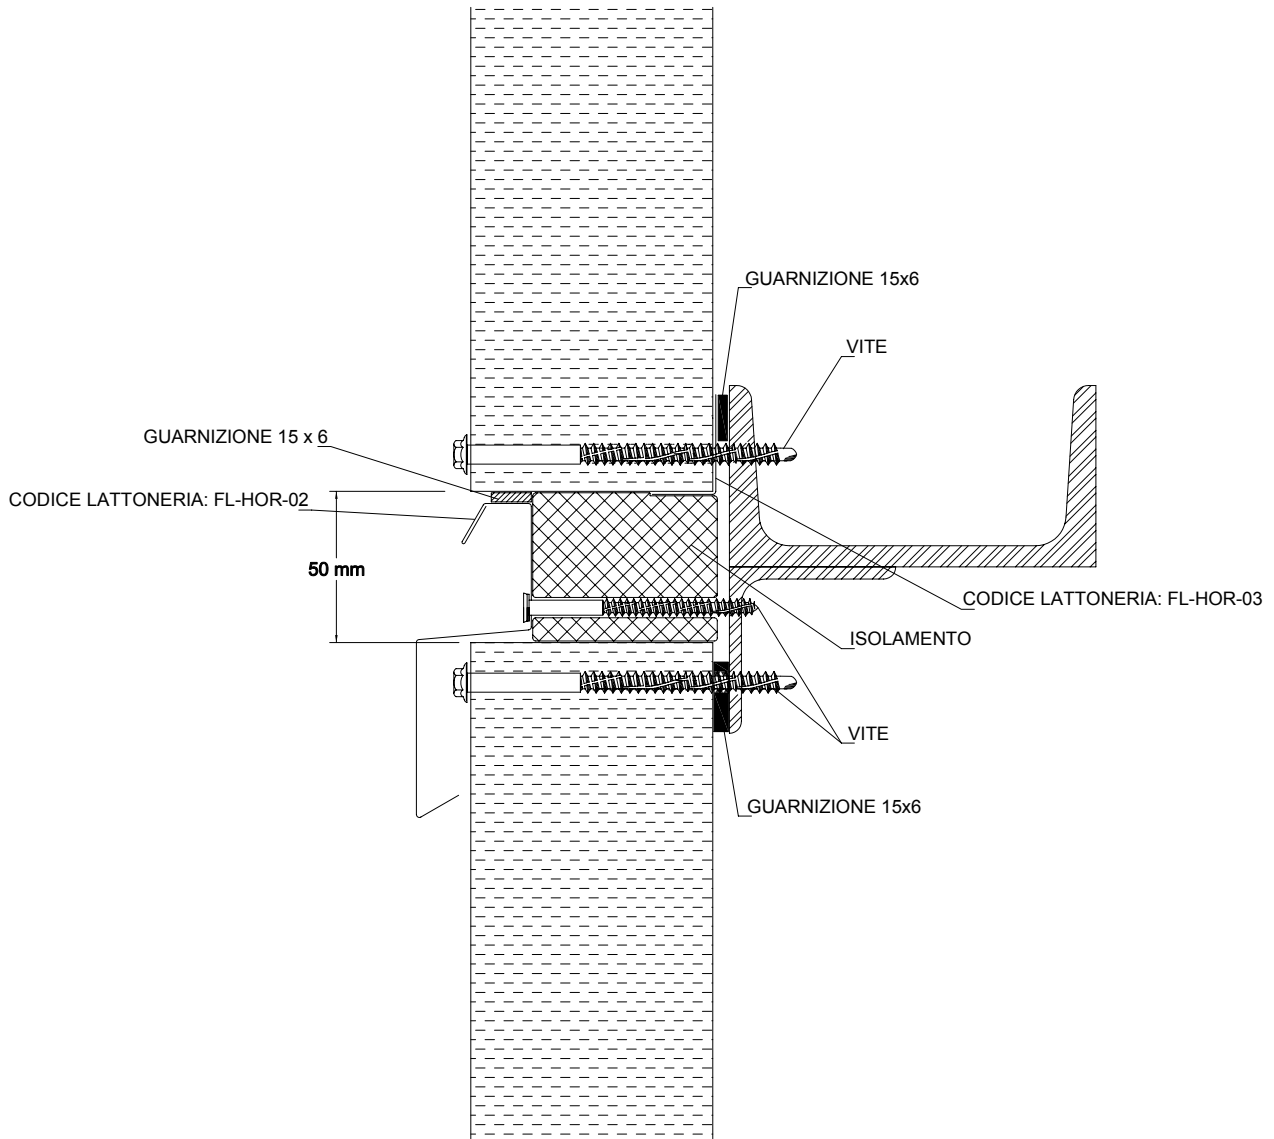 GUARNIZIONE 15x6
VITE
GUARNIZIONE 15 x 6
CODICE LATTONERIA: FL-HOR-02
50 mm
CODICE LATTONERIA: FL-HOR-03
ISOLAMENTO
VITE
GUARNIZIONE 15x6